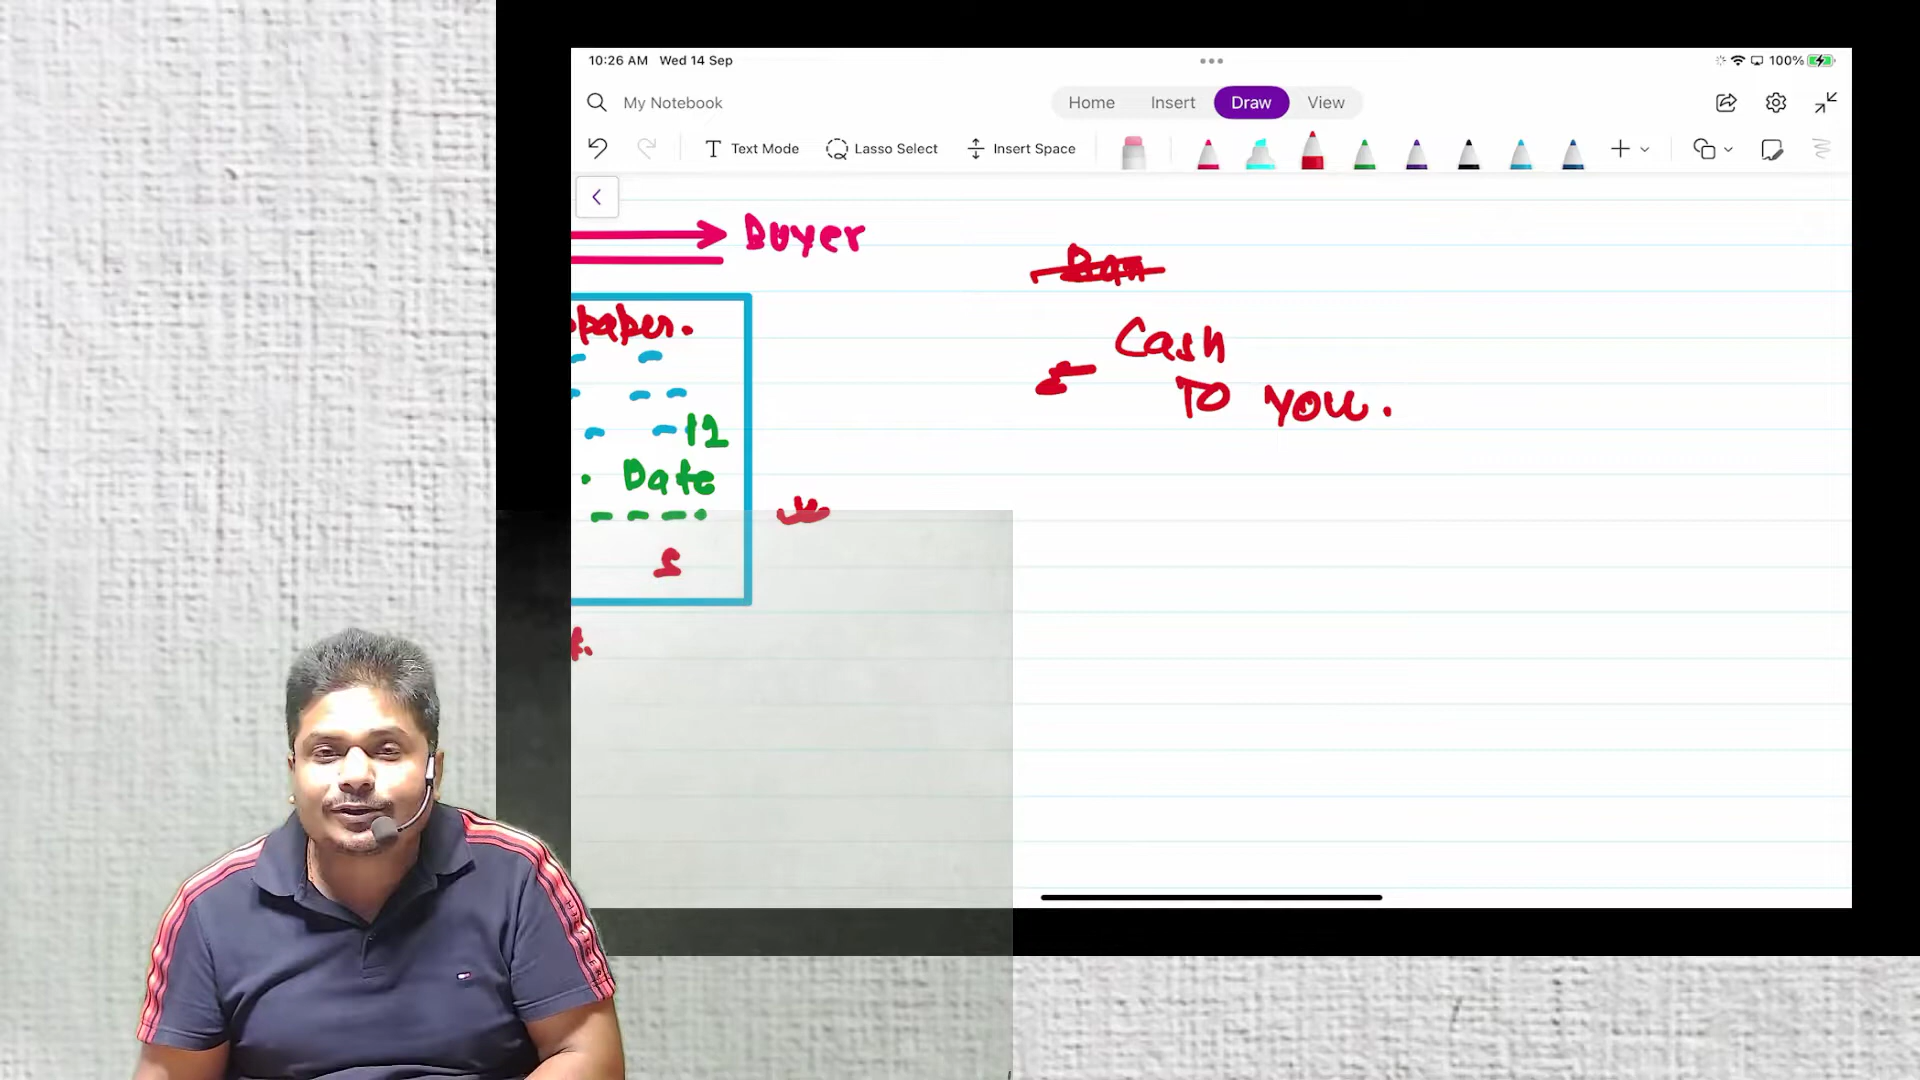 10:26 AM Wed 14 Sep
100%
My Notebook
Home Insert Draw View
Text Mode Lasso Select Insert Space
Buyer
paper.
Cash
TO YOU.
12
. Date
S
t.